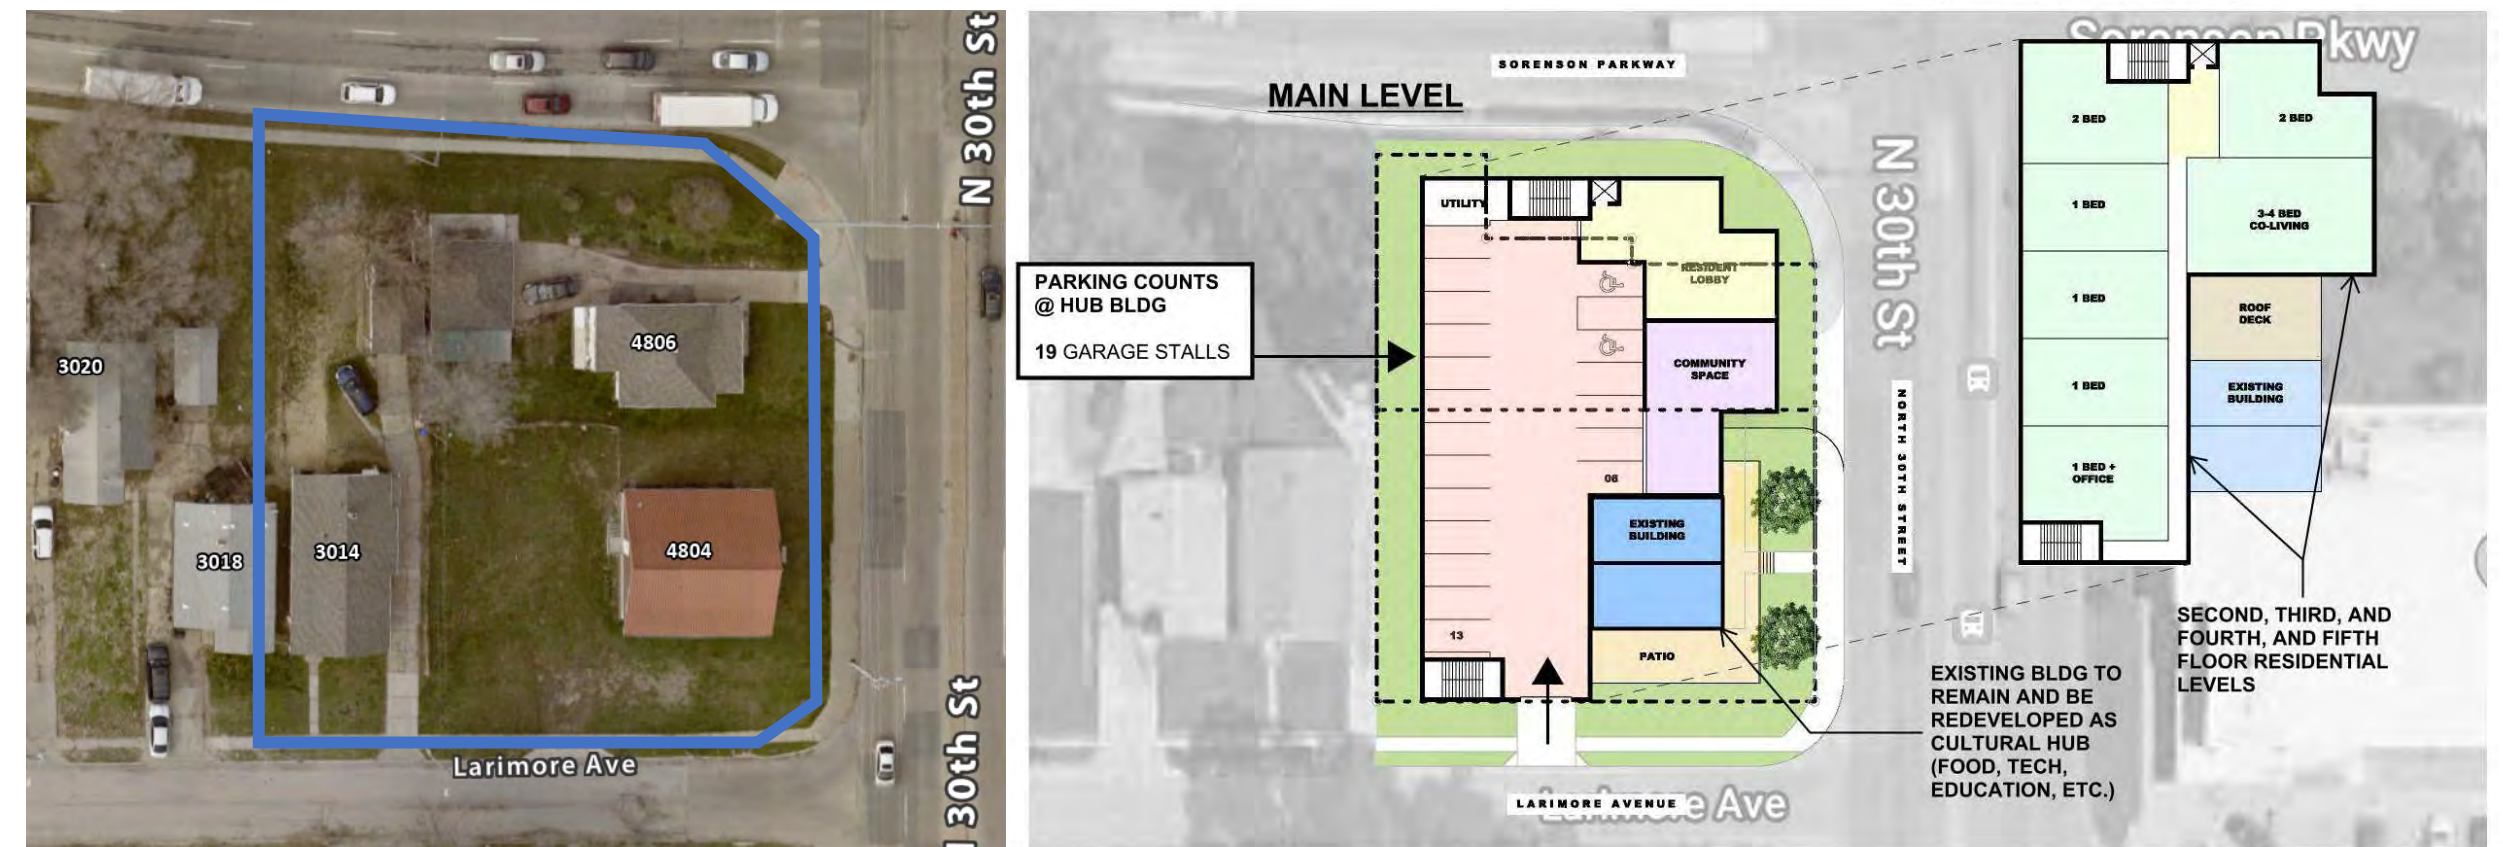 N 30th St
3020
4806
3018
3014
4804
Larimore Ave
N 30th St
Sorenson Pkwy
SORENSON PARKWAY
MAIN LEVEL
N 30th St
UTILITY
RESIDENT
LOBBY
PARKING COUNTS
@ HUB BLDG
19 GARAGE STALLS
COMMUNITY
SPACE
NORTH 30TH STREET
EXISTING
BUILDING
13
PATIO
LARIMORE AVENUE
Larimore Ave
2 BED
2 BED
1 BED
3-4 BED
CO-LIVING
1 BED
ROOF
DECK
1 BED
EXISTING
BUILDING
1 BED +
OFFICE
SECOND, THIRD, AND
FOURTH, AND FIFTH
FLOOR RESIDENTIAL
LEVELS
EXISTING BLDG TO
REMAIN AND BE
REDEVELOPED AS
CULTURAL HUB
(FOOD, TECH,
EDUCATION, ETC.)